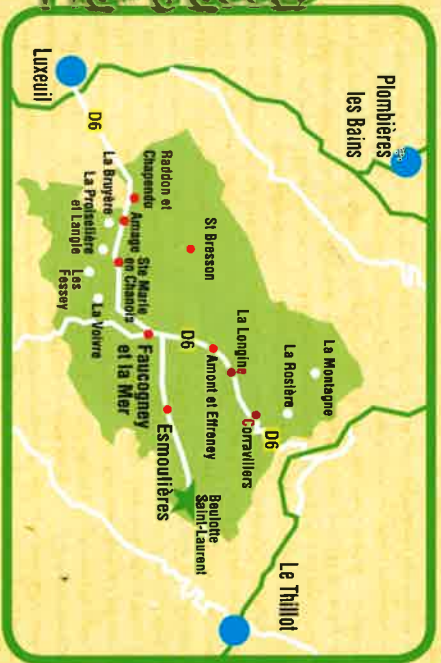 Plombières
les Bains
Luxeuil
D6
Raddon et
Chapendu
La Bruyère
Amage
La Proiselière
et Langle
Ste Marie
en Chanois
Les
Fessey
La Voivre
St Bresson
Faucogney
et la Mer
D6
Amont et Effreney
La Longine
Corravillers
D6
La Rosière
La Montagne
Esmoulières
Beulotte
Saint-Laurent
Le Thillot